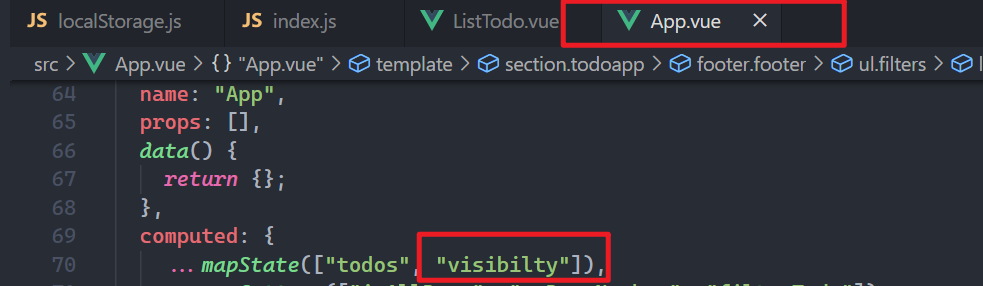 JS localStorage.js JS index.js ListTodo.vue App.vue ×
src > App.vue > {} "App.vue" > template > section.todoapp > footer.footer > ul.filters >
64 name: "App",
65 props: [],
66 data() {
67 return {};
68 },
69 computed: {
70 ...mapState(["todos", "visibilty"]),